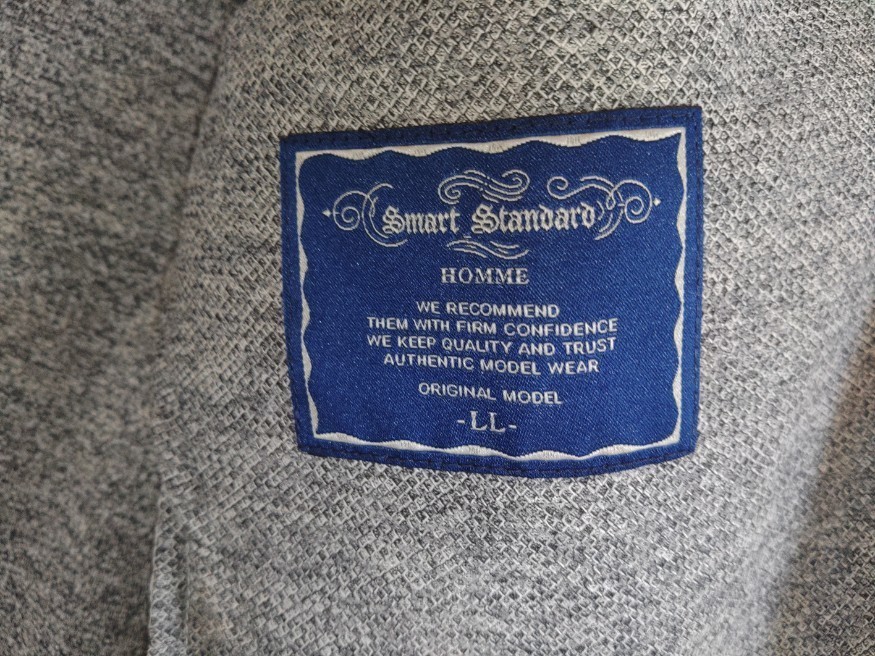 Smart Standard
HOMME
WE RECOMMEND
THEM WITH FIRM CONFIDENCE
WE KEEP QUALITY AND TRUST
AUTHENTIC MODEL WEAR
ORIGINAL MODEL
-LL-